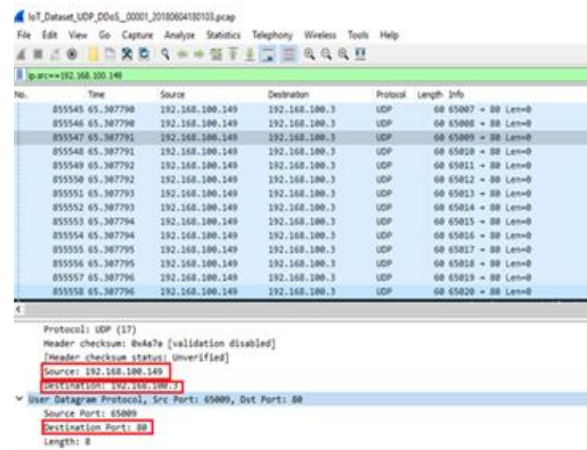 IoT_Dataset_UDP_DDoS__00001_20180604180103.pcap
File Edit View Go Capture Analyze Statistics Telephony Wireless Tools Help
ip.src==192.168.100.149
No. Time Source Destination Protocol Length Info
855545 65.307790 192.168.100.149 192.168.100.3 UDP 60 65007 → 80 Len=0
855546 65.307790 192.168.100.149 192.168.100.3 UDP 60 65008 → 80 Len=0
855547 65.307791 192.168.100.149 192.168.100.3 UDP 60 65009 → 80 Len=0
855548 65.307791 192.168.100.149 192.168.100.3 UDP 60 65010 → 80 Len=0
855549 65.307792 192.168.100.149 192.168.100.3 UDP 60 65011 → 80 Len=0
855550 65.307792 192.168.100.149 192.168.100.3 UDP 60 65012 → 80 Len=0
855551 65.307793 192.168.100.149 192.168.100.3 UDP 60 65013 → 80 Len=0
855552 65.307793 192.168.100.149 192.168.100.3 UDP 60 65014 → 80 Len=0
855553 65.307794 192.168.100.149 192.168.100.3 UDP 60 65015 → 80 Len=0
855554 65.307794 192.168.100.149 192.168.100.3 UDP 60 65016 → 80 Len=0
855555 65.307795 192.168.100.149 192.168.100.3 UDP 60 65017 → 80 Len=0
855556 65.307795 192.168.100.149 192.168.100.3 UDP 60 65018 → 80 Len=0
855557 65.307796 192.168.100.149 192.168.100.3 UDP 60 65019 → 80 Len=0
855558 65.307796 192.168.100.149 192.168.100.3 UDP 60 65020 → 80 Len=0
Protocol: UDP (17)
Header checksum: 0x4a7a [validation disabled]
[Header checksum status: Unverified]
Source: 192.168.100.149
Destination: 192.168.100.3
User Datagram Protocol, Src Port: 65009, Dst Port: 80
Source Port: 65009
Destination Port: 80
Length: 8